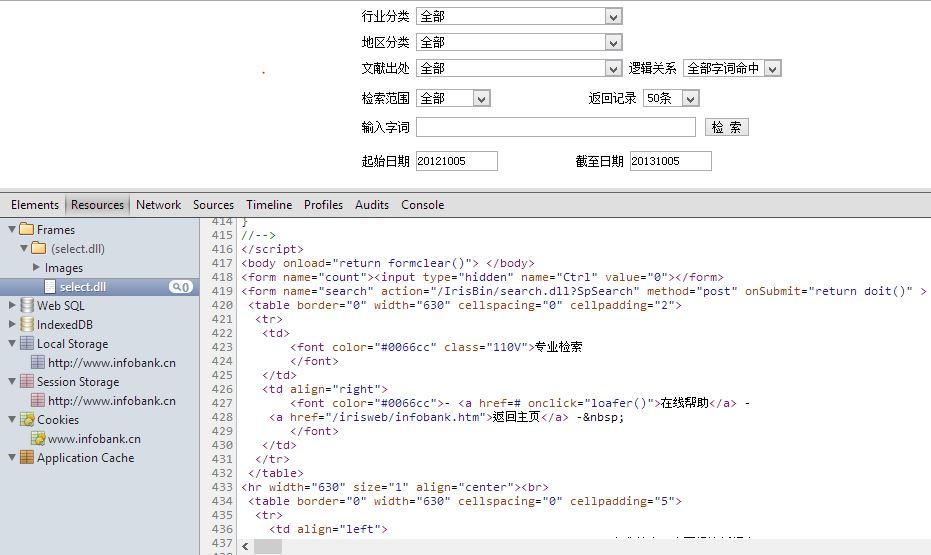 行业分类 全部
地区分类 全部
文献出处 全部 逻辑关系 全部字词命中
检索范围 全部 返回记录 50条
输入字词 检 索
起始日期 20121005 截至日期 20131005
Elements Resources Network Sources Timeline Profiles Audits Console
Frames
(select.dll)
Images
select.dll 0
Web SQL
IndexedDB
Local Storage
http://www.infobank.cn
Session Storage
http://www.infobank.cn
Cookies
www.infobank.cn
Application Cache
414 }
415 //-->
416 </script>
417 <body onload="return formclear()"> </body>
418 <form name="count"><input type="hidden" name="Ctrl" value="0"></form>
419 <form name="search" action="/IrisBin/search.dll?SpSearch" method="post" onSubmit="return doit()" >
420 <table border="0" width="630" cellspacing="0" cellpadding="2">
421 <tr>
422 <td>
423 <font color="#0066cc" class="110V">专业检索
424 </font>
425 </td>
426 <td align="right">
427 <font color="#0066cc">- <a href=# onclick="loafer()">在线帮助</a> -
428 <a href="/irisweb/infobank.htm">返回主页</a> -&nbsp;
429 </font>
430 </td>
431 </tr>
432 </table>
433 <hr width="630" size="1" align="center"><br>
434 <table border="0" width="630" cellspacing="0" cellpadding="5">
435 <tr>
436 <td align="left">
437